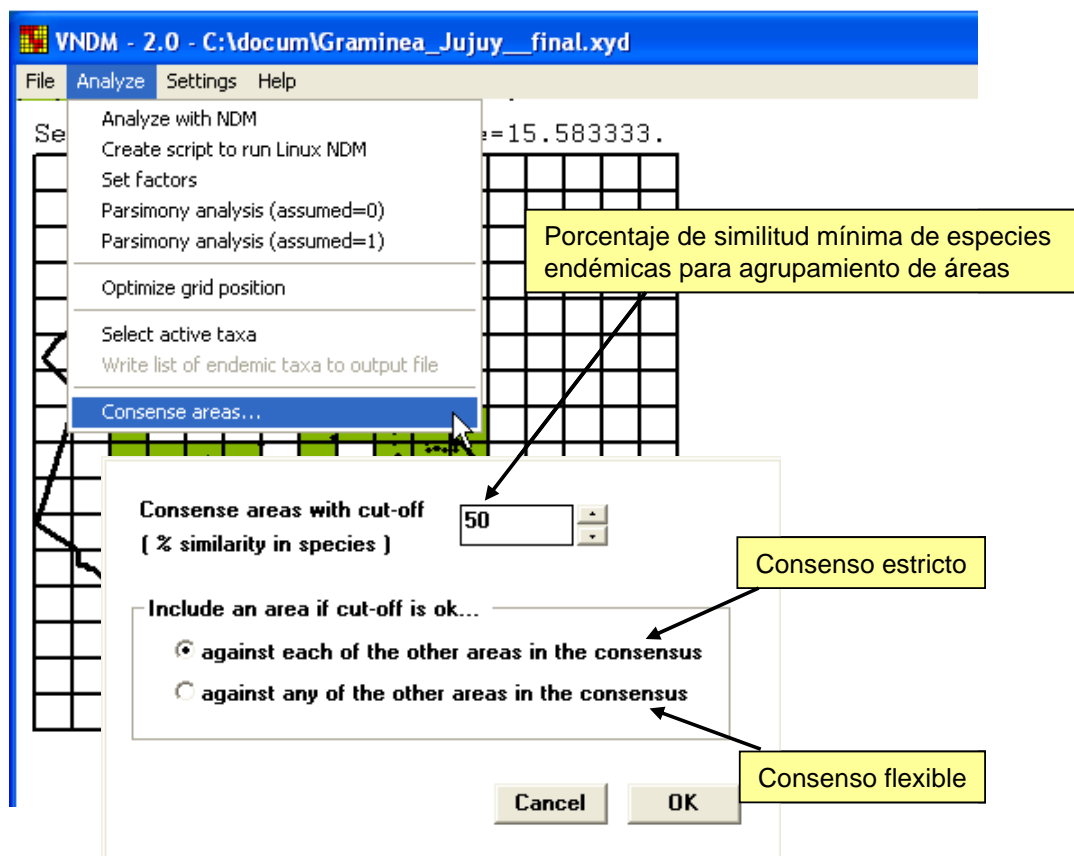 VNDM - 2.0 - C:\docum\Graminea_Jujuy__final.xyd
File Analyze Settings Help
Se
=15.583333.
Analyze with NDM
Create script to run Linux NDM
Set factors
Parsimony analysis (assumed=0)
Parsimony analysis (assumed=1)
Optimize grid position
Select active taxa
Write list of endemic taxa to output file
Consense areas...
Porcentaje de similitud mínima de especies
endémicas para agrupamiento de áreas
Consense areas with cut-off
( % similarity in species )
50
Consenso estricto
Include an area if cut-off is ok...
against each of the other areas in the consensus
against any of the other areas in the consensus
Consenso flexible
Cancel OK